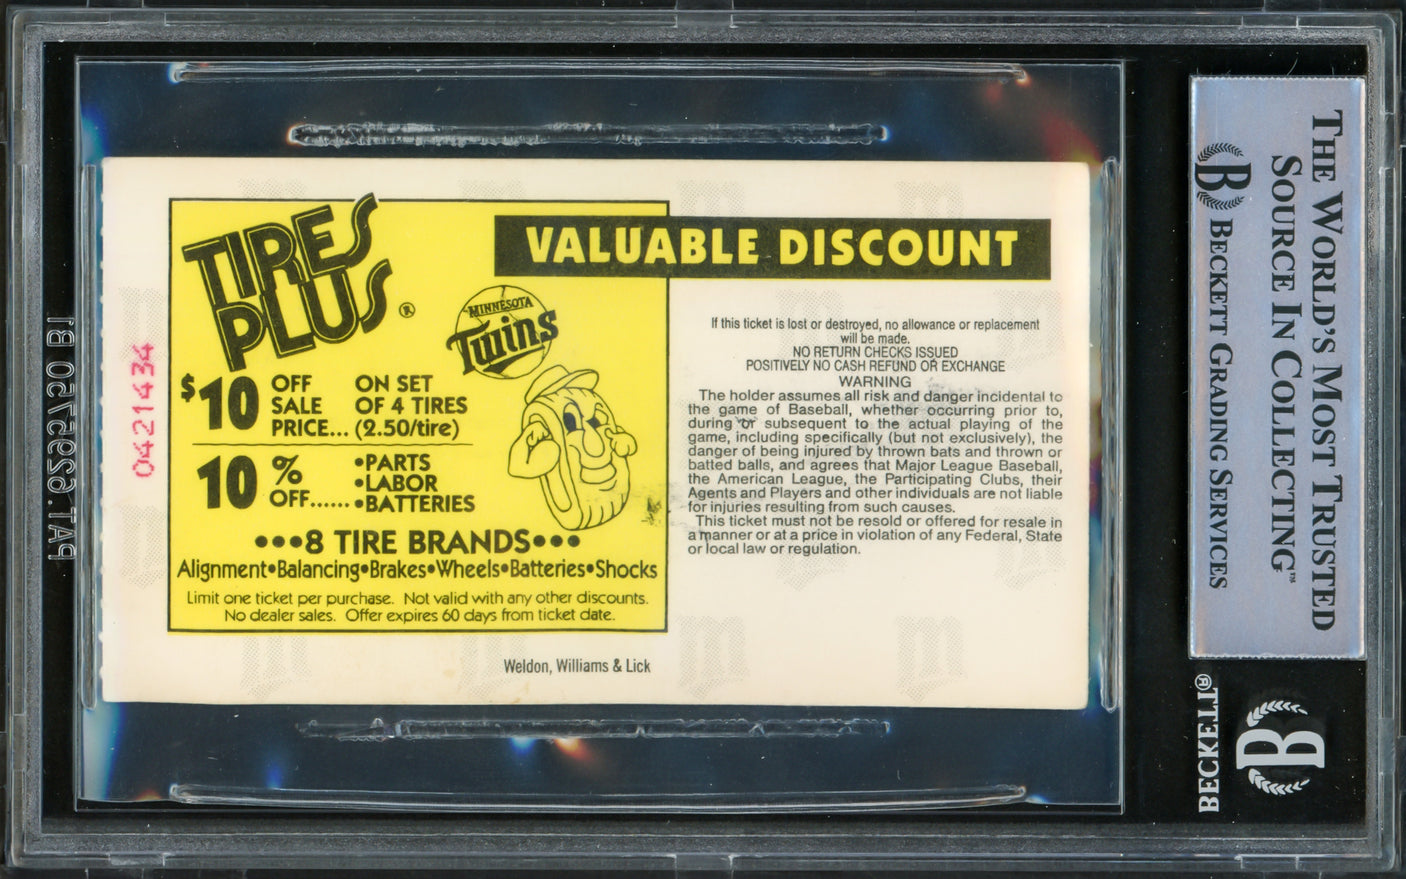 TIRES
PLUS®
VALUABLE DISCOUNT
MINNESOTA
Twins
$10 OFF SALE PRICE...
ON SET OF 4 TIRES (2.50/tire)
10 % OFF......
•PARTS
•LABOR
•BATTERIES
•••8 TIRE BRANDS•••
Alignment•Balancing•Brakes•Wheels•Batteries•Shocks
Limit one ticket per purchase. Not valid with any other discounts.
No dealer sales. Offer expires 60 days from ticket date.
Weldon, Williams & Lick
0421434
If this ticket is lost or destroyed, no allowance or replacement
will be made.
NO RETURN CHECKS ISSUED
POSITIVELY NO CASH REFUND OR EXCHANGE
WARNING
The holder assumes all risk and danger incidental to
the game of Baseball, whether occurring prior to,
during or subsequent to the actual playing of the
game, including specifically (but not exclusively), the
danger of being injured by thrown bats and thrown or
batted balls, and agrees that Major League Baseball,
the American League, the Participating Clubs, their
Agents and Players and other individuals are not liable
for injuries resulting from such causes.
This ticket must not be resold or offered for resale in
a manner or at a price in violation of any Federal, State
or local law or regulation.
THE WORLD'S MOST TRUSTED
SOURCE IN COLLECTING™
B BECKETT GRADING SERVICES
BECKETT®
B
PAT. 6295750 B1